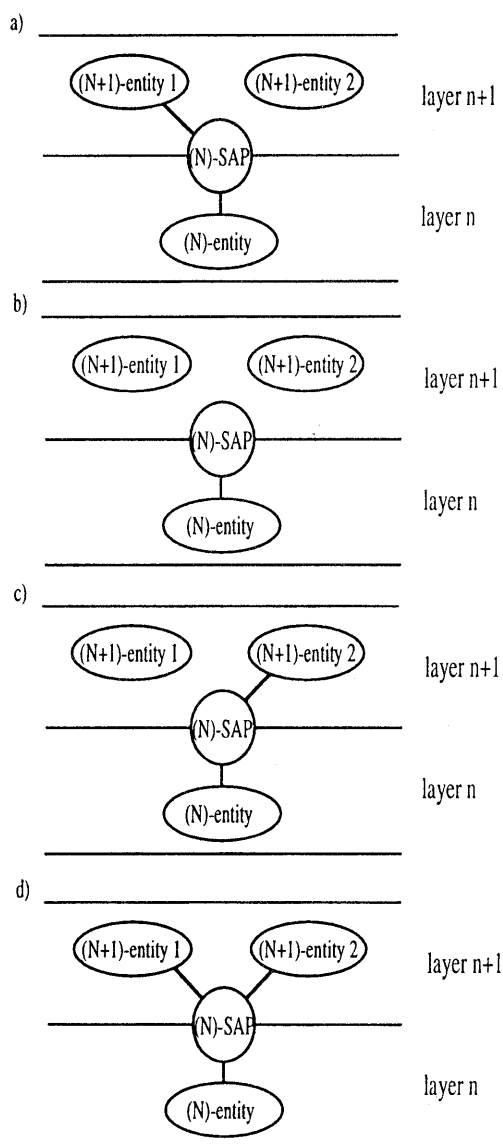 a)
(N+1)-entity 1 (N+1)-entity 2
layer n+1
(N)-SAP
layer n
(N)-entity
b)
(N+1)-entity 1 (N+1)-entity 2
layer n+1
(N)-SAP
layer n
(N)-entity
c)
(N+1)-entity 1 (N+1)-entity 2
layer n+1
(N)-SAP
layer n
(N)-entity
d)
(N+1)-entity 1 (N+1)-entity 2
layer n+1
(N)-SAP
layer n
(N)-entity